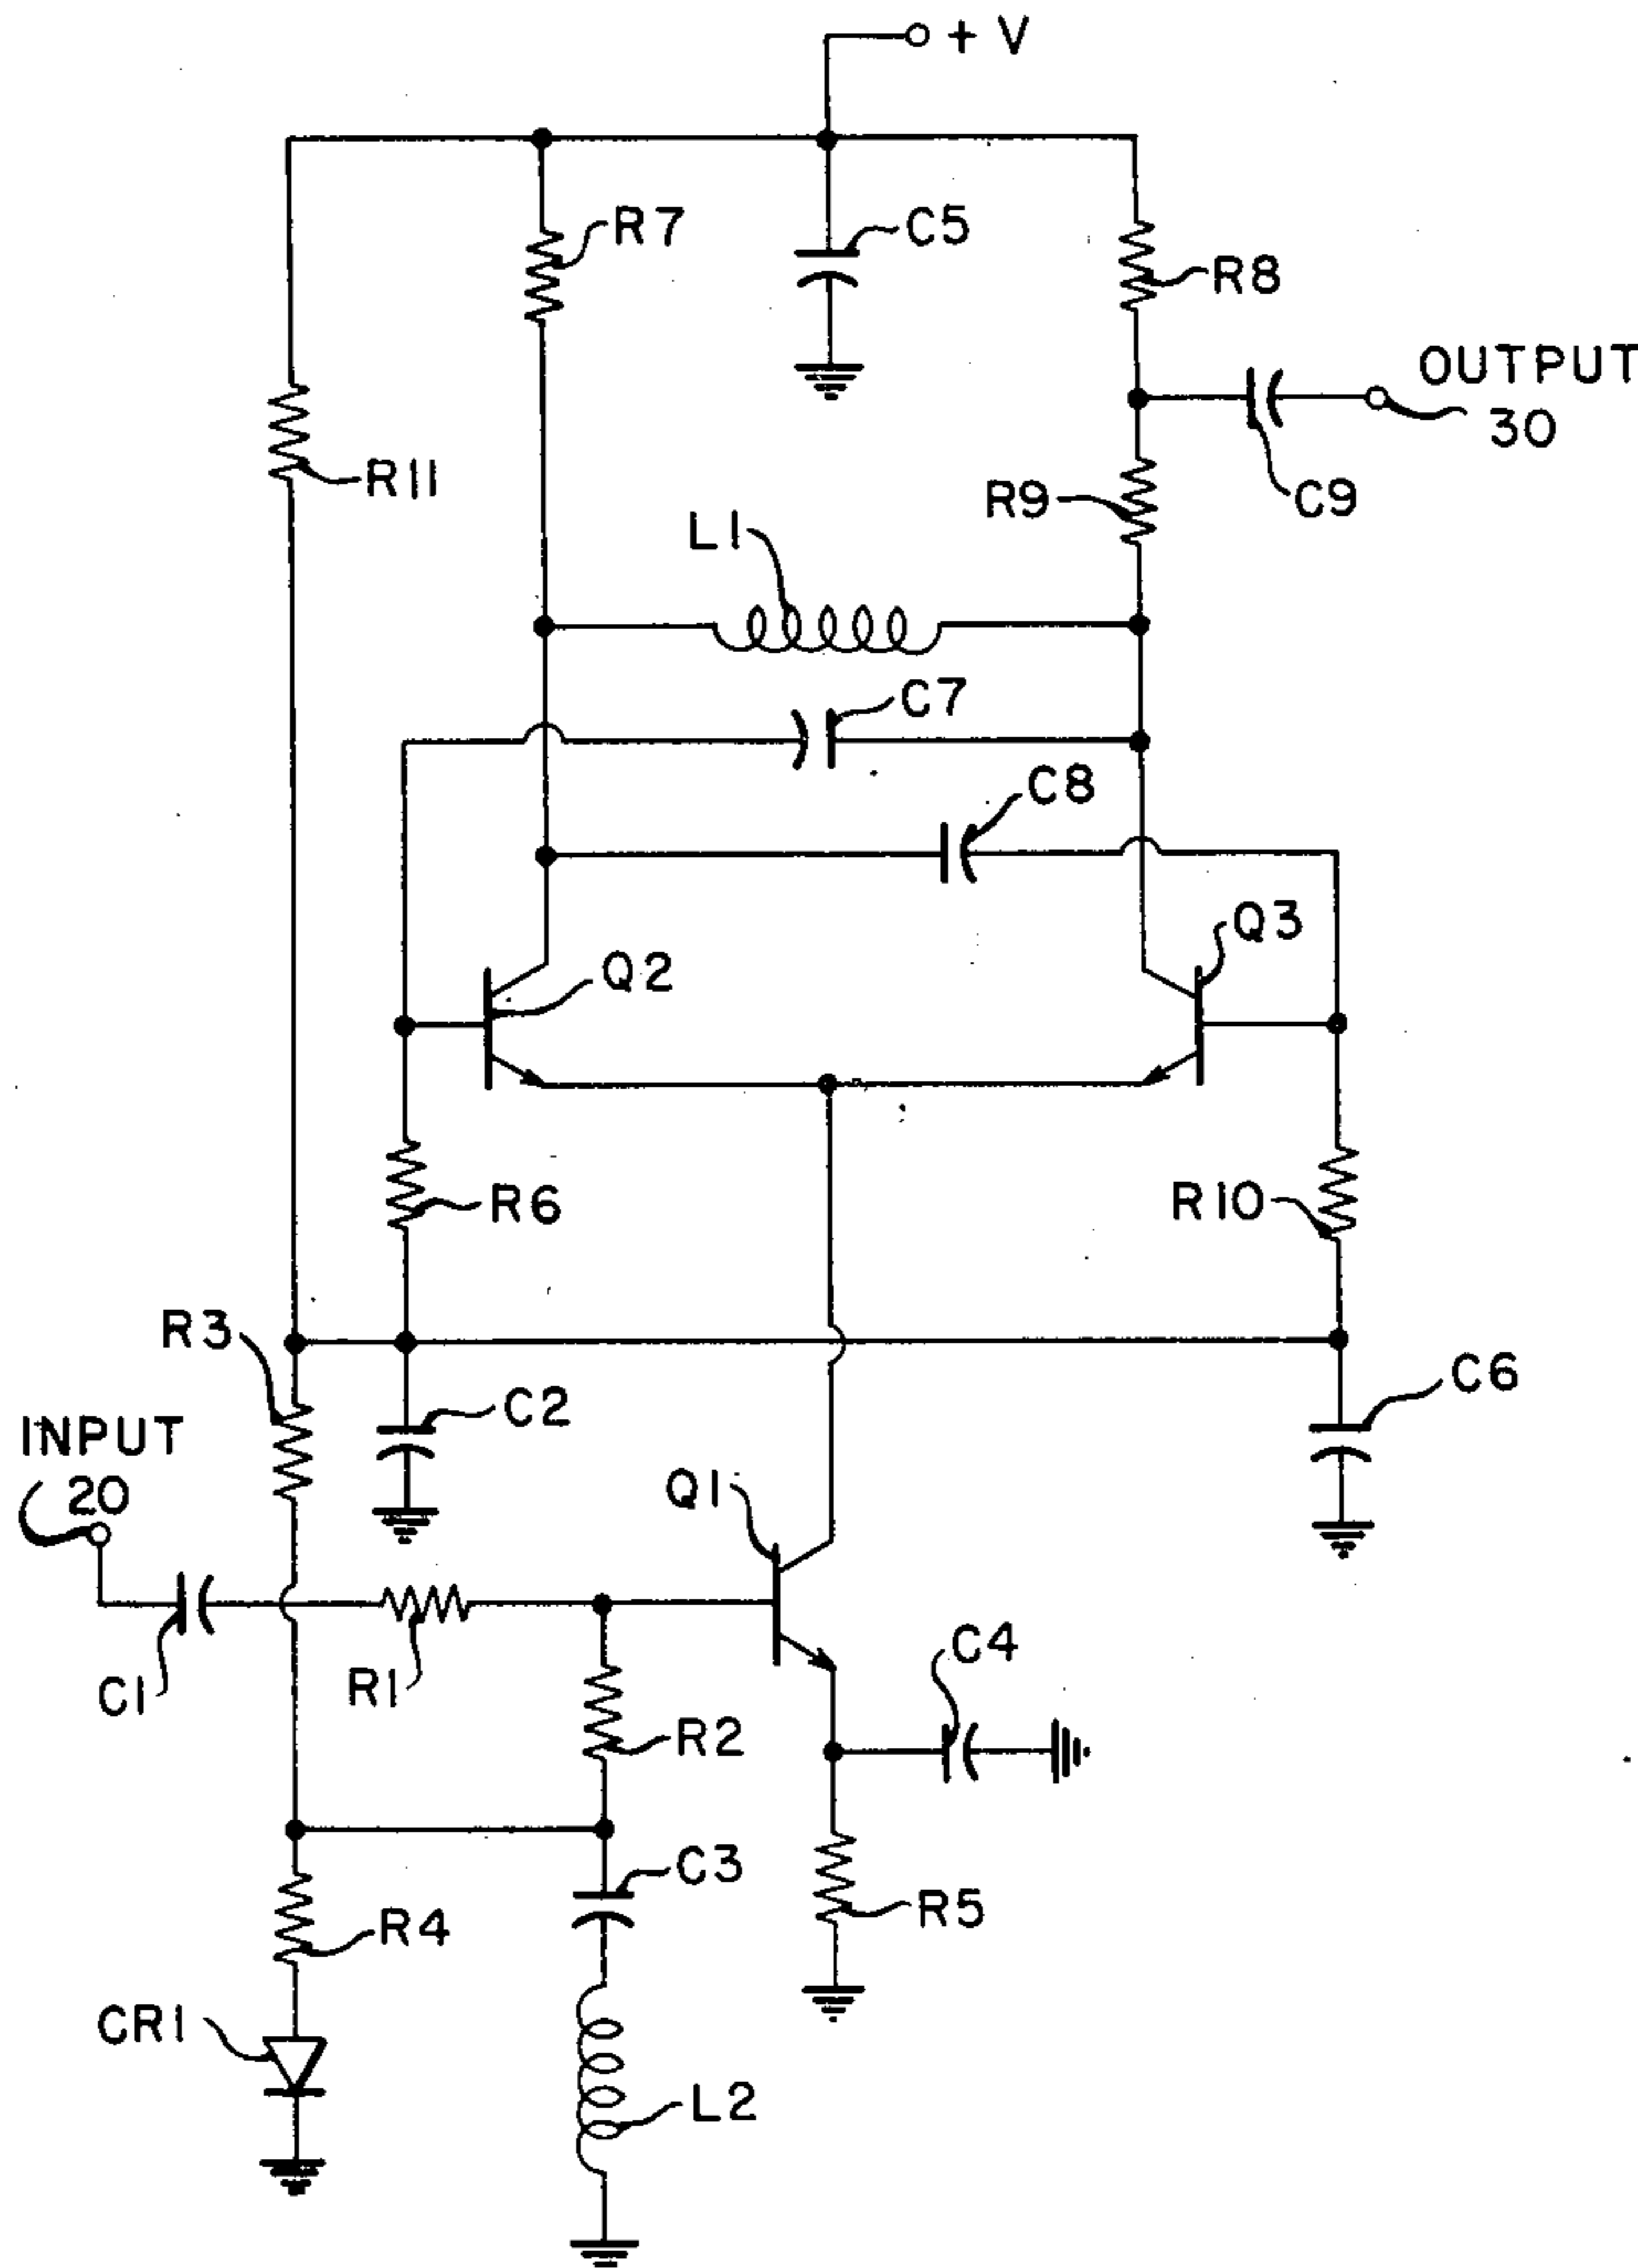 + V
R7
C5
R8
OUTPUT
30
R11
R9
C9
L1
C7
C8
Q3
Q2
R6
R10
R3
C2
C6
INPUT
20
Q1
C1
R1
C4
R2
C3
R5
R4
CR1
L2